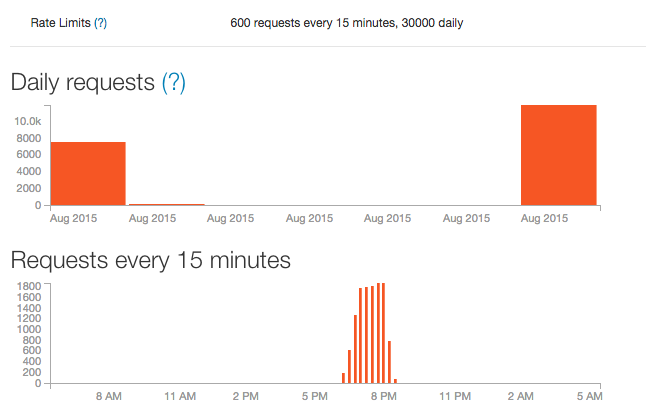 Rate Limits (?) 600 requests every 15 minutes, 30000 daily
Daily requests (?)
10.0k
8000
6000
4000
2000
0
Aug 2015 Aug 2015 Aug 2015 Aug 2015 Aug 2015 Aug 2015 Aug 2015
Requests every 15 minutes
1800
1600
1400
1200
1000
800
600
400
200
0
8 AM 11 AM 2 PM 5 PM 8 PM 11 PM 2 AM 5 AM